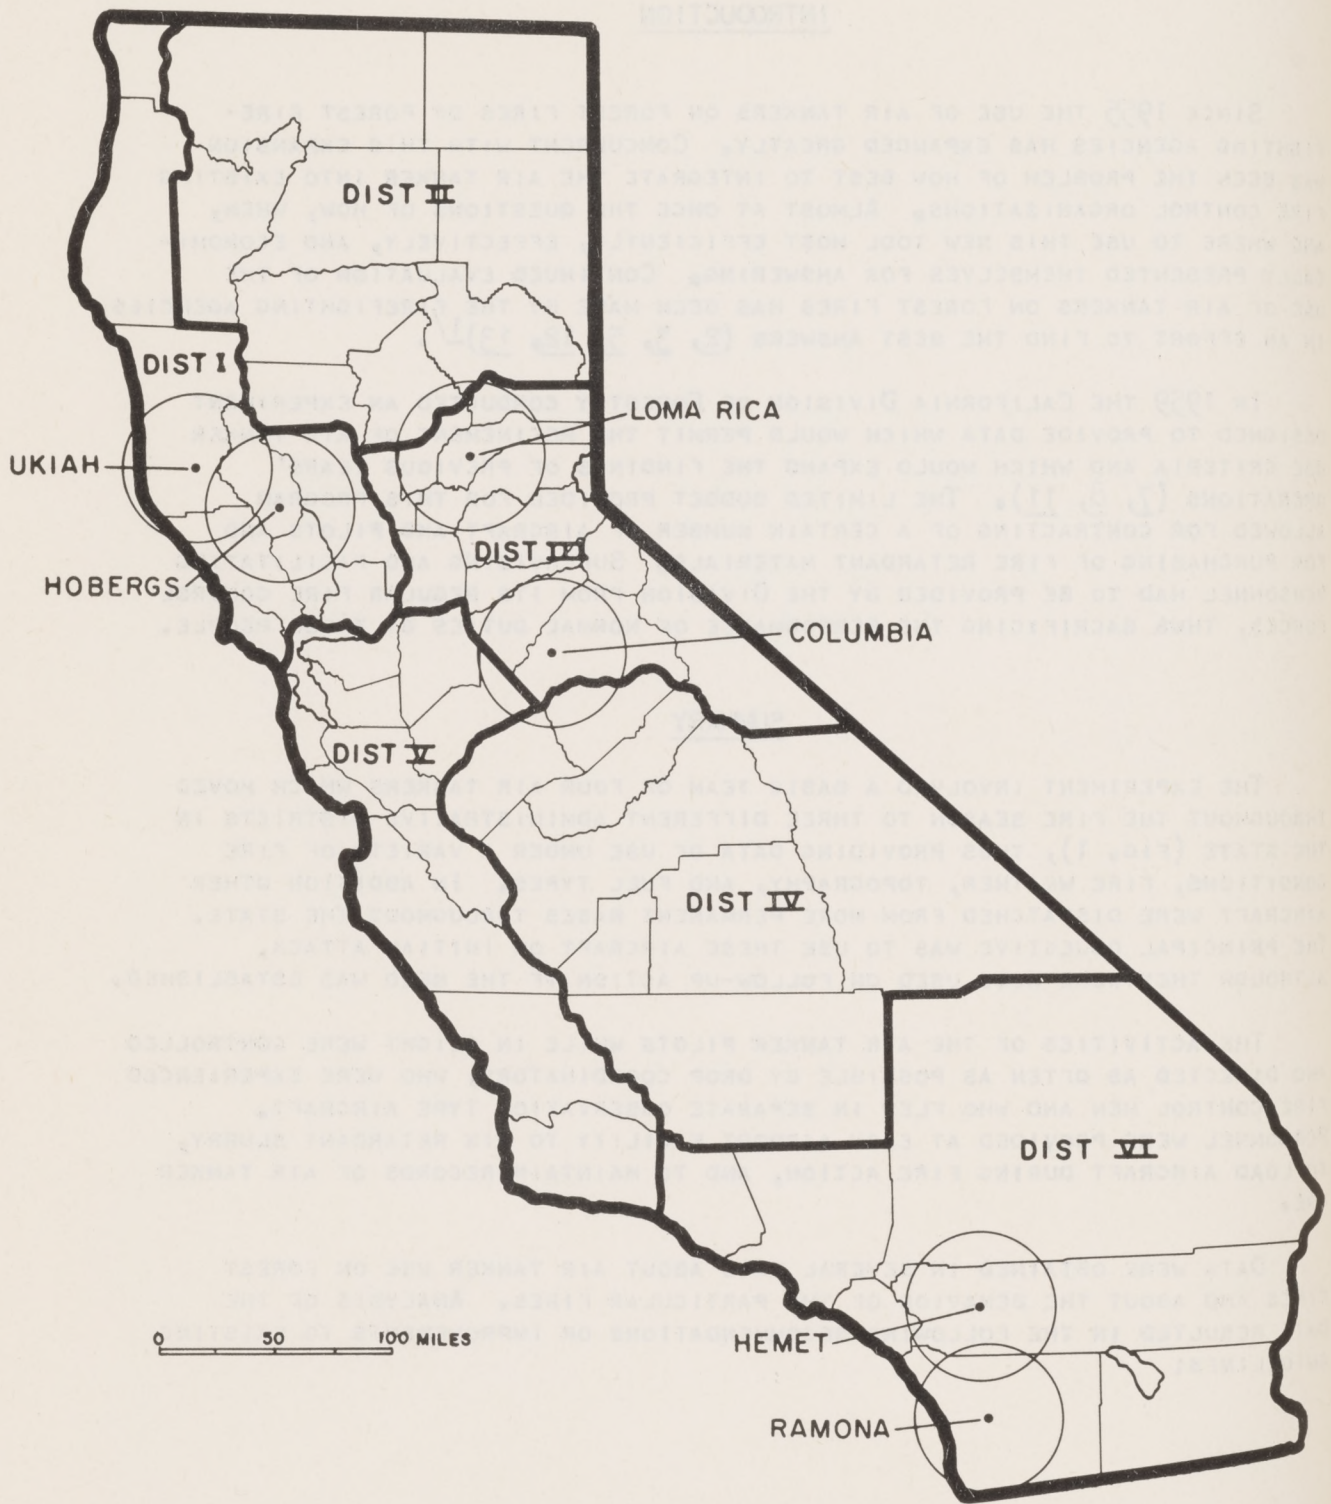 DIST II
DIST I
LOMA RICA
UKIAH
DIST III
HOBERGS
COLUMBIA
DIST V
DIST IV
DIST VI
HEMET
0 50 100 MILES
RAMONA